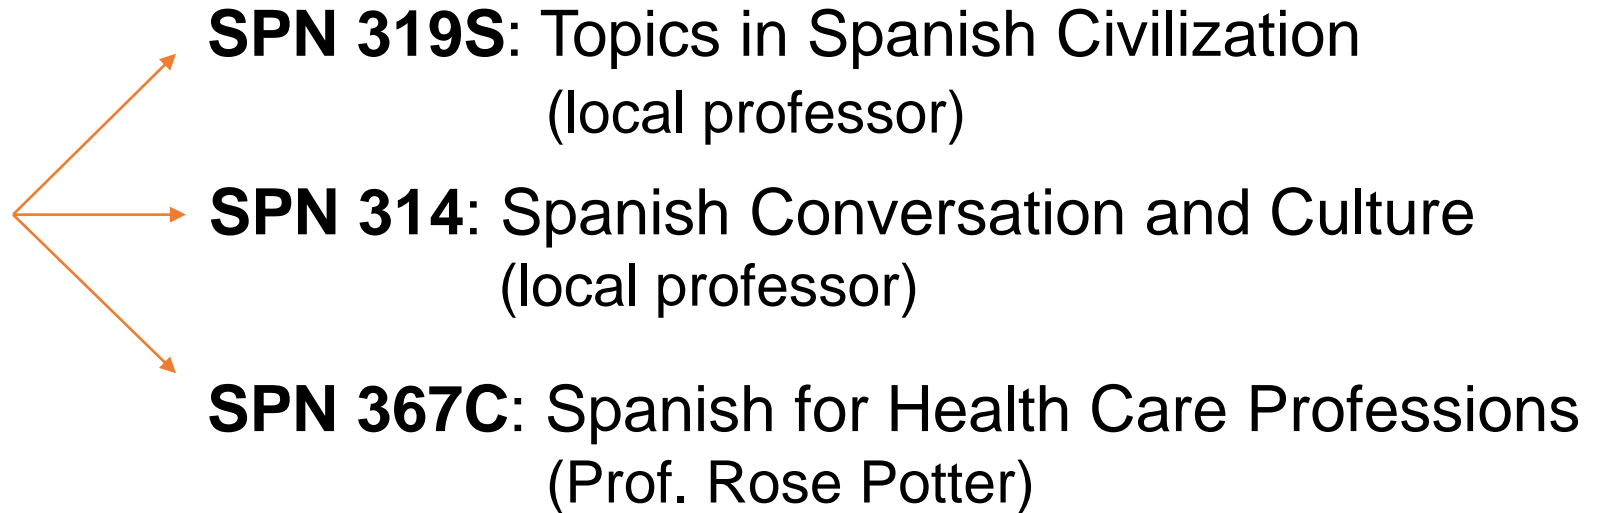 SPN 319S: Topics in Spanish Civilization
(local professor)
SPN 314: Spanish Conversation and Culture
(local professor)
SPN 367C: Spanish for Health Care Professions
(Prof. Rose Potter)